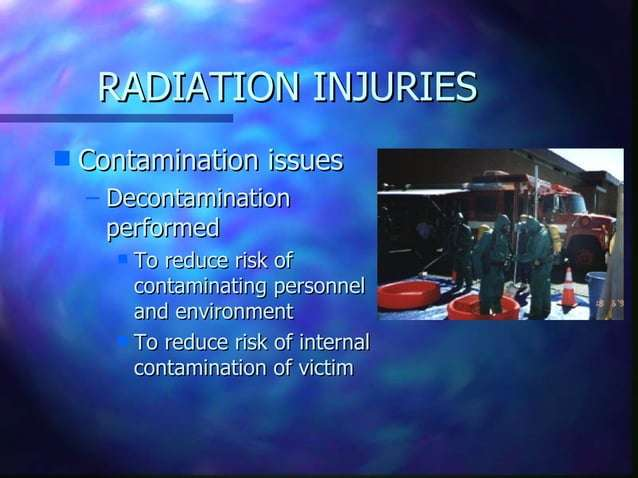 RADIATION INJURIES
Contamination issues
– Decontamination
performed
To reduce risk of
contaminating personnel
and environment
To reduce risk of internal
contamination of victim